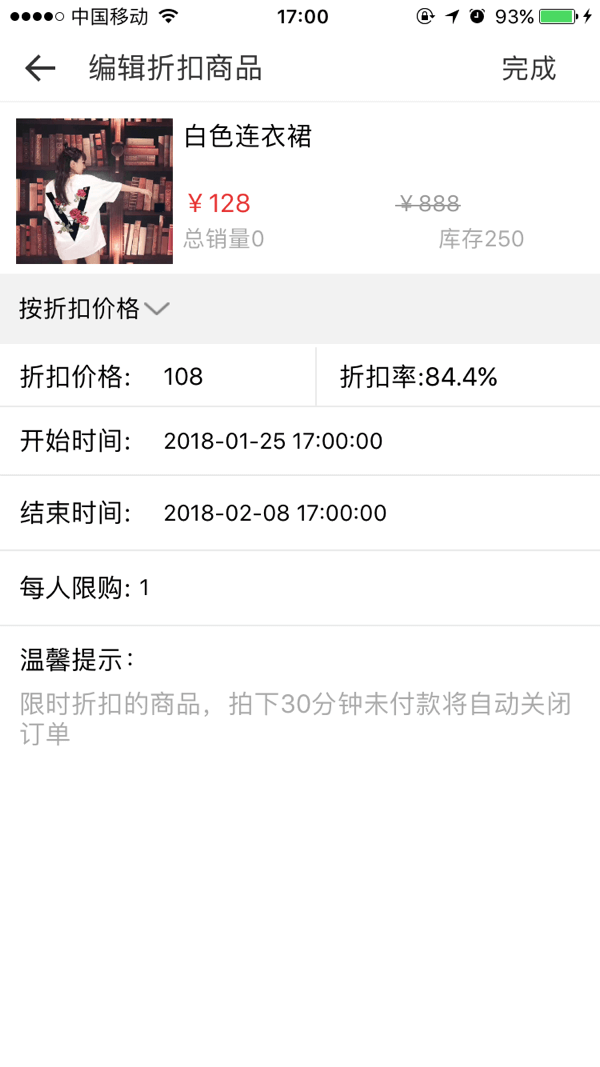 中国移动 17:00 93%
编辑折扣商品 完成
白色连衣裙
￥128 ￥888
总销量0 库存250
按折扣价格
折扣价格: 108 折扣率:84.4%
开始时间: 2018-01-25 17:00:00
结束时间: 2018-02-08 17:00:00
每人限购: 1
温馨提示：
限时折扣的商品，拍下30分钟未付款将自动关闭
订单